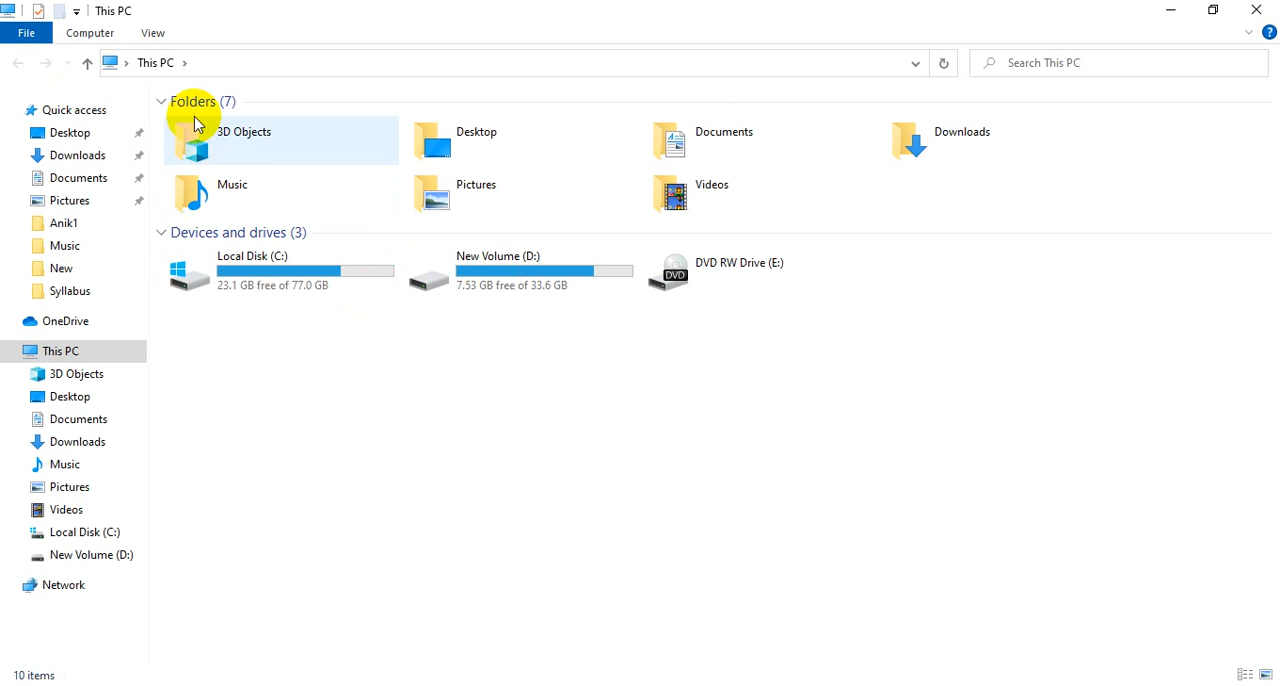 This PC
File Computer View
This PC
Search This PC
Quick access
Desktop
Downloads
Documents
Pictures
Anik1
Music
New
Syllabus
OneDrive
This PC
3D Objects
Desktop
Documents
Downloads
Music
Pictures
Videos
Local Disk (C:)
New Volume (D:)
Network
Folders (7)
3D Objects
Desktop
Documents
Downloads
Music
Pictures
Videos
Devices and drives (3)
Local Disk (C:)
23.1 GB free of 77.0 GB
New Volume (D:)
7.53 GB free of 33.6 GB
DVD
DVD RW Drive (E:)
10 items